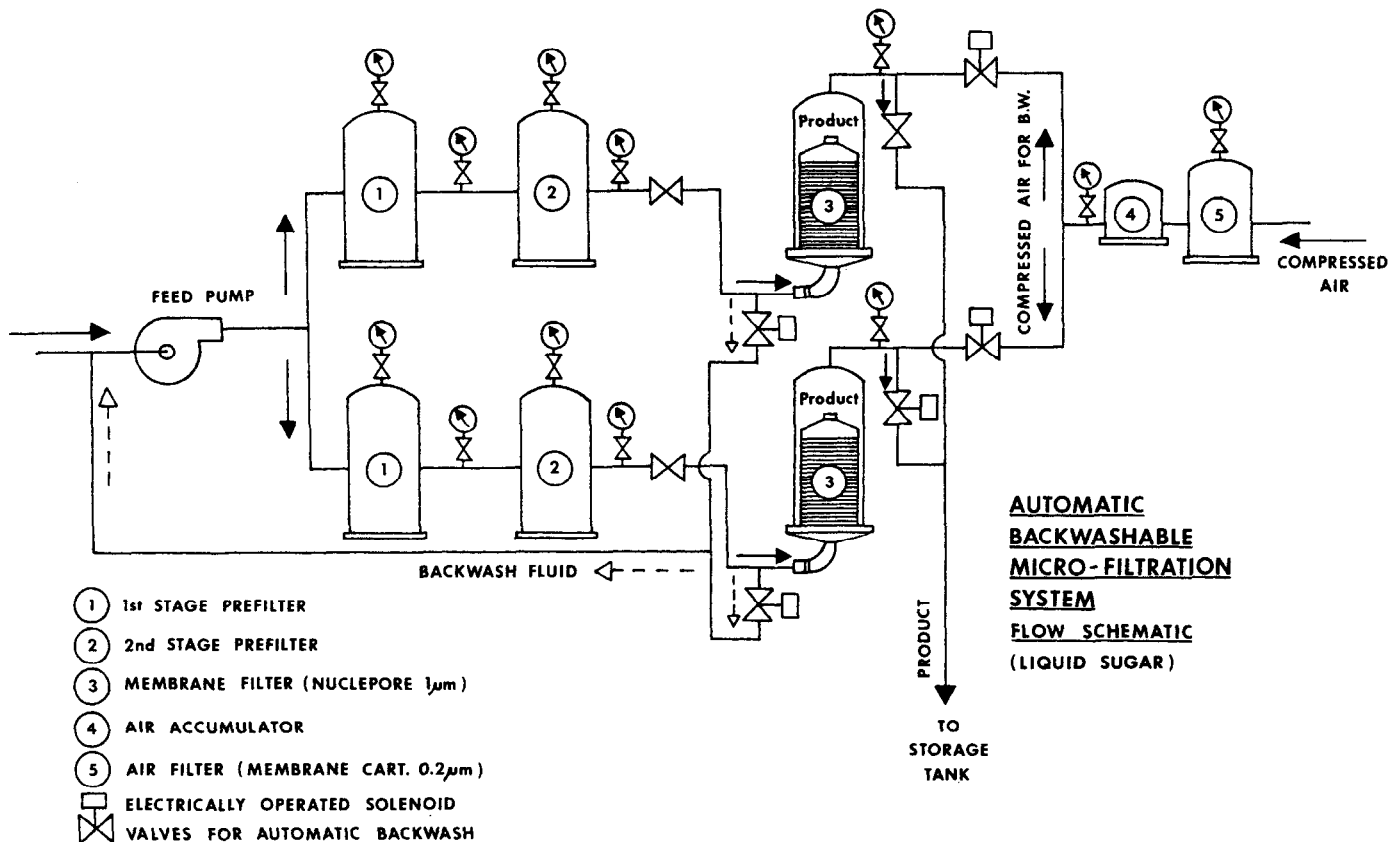 FEED PUMP
1
2
1
2
Product
3
Product
3
COMPRESSED AIR FOR B.W.
4
5
COMPRESSED
AIR
BACKWASH FLUID
PRODUCT
TO
STORAGE
TANK
AUTOMATIC
BACKWASHABLE
MICRO-FILTRATION
SYSTEM
FLOW SCHEMATIC
(LIQUID SUGAR)
1 1st STAGE PREFILTER
2 2nd STAGE PREFILTER
3 MEMBRANE FILTER (NUCLEPORE 1µm)
4 AIR ACCUMULATOR
5 AIR FILTER (MEMBRANE CART. 0.2µm)
ELECTRICALLY OPERATED SOLENOID
VALVES FOR AUTOMATIC BACKWASH